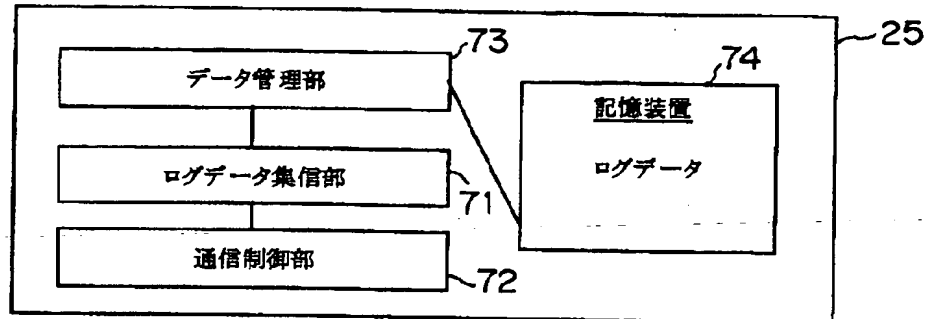 25
73
データ管理部
74
記憶装置
ログデータ
ログデータ集信部
71
通信制御部
72